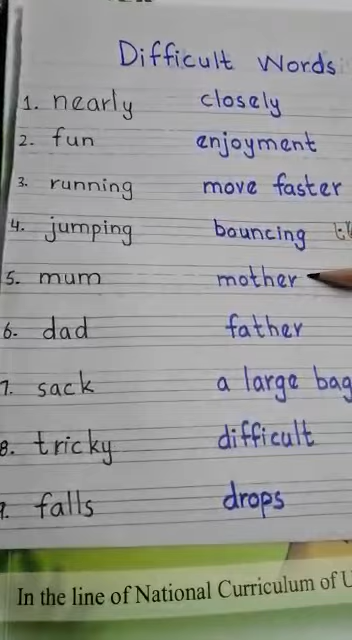 Difficult Words
1. nearly closely
2. fun enjoyment
3. running move faster
4. jumping bouncing
5. mum mother
6. dad father
7. sack a large bag
8. tricky difficult
9. falls drops
In the line of National Curriculum of